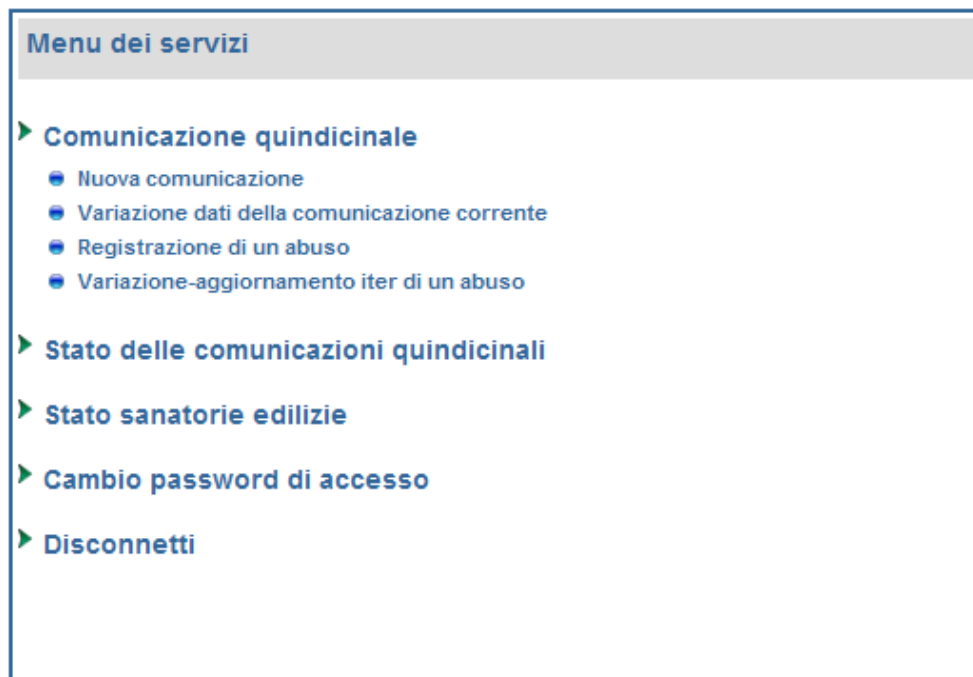 Menu dei servizi
Comunicazione quindicinale
Nuova comunicazione
Variazione dati della comunicazione corrente
Registrazione di un abuso
Variazione-aggiornamento iter di un abuso
Stato delle comunicazioni quindicinali
Stato sanatorie edilizie
Cambio password di accesso
Disconnetti